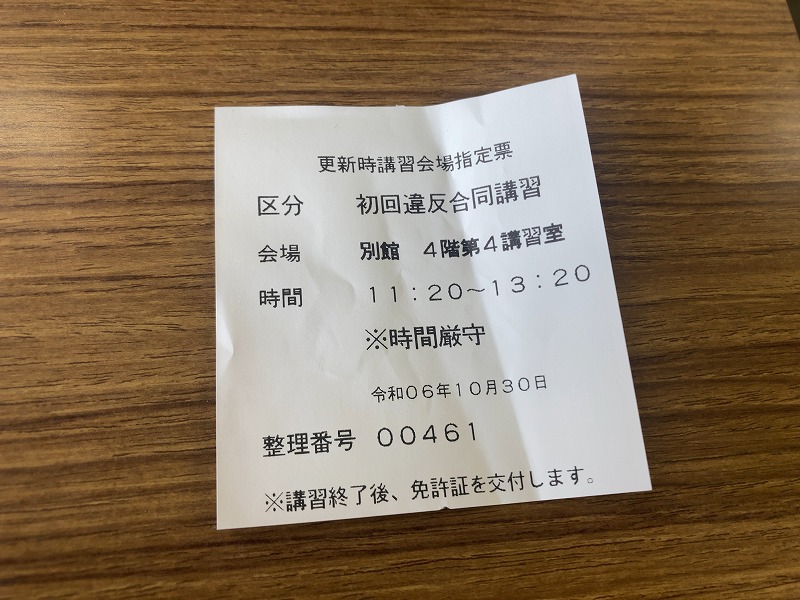 更新時講習会場指定票
区分　初回違反合同講習
会場　別館　４階第４講習室
時間　１１：２０～１３：２０
※時間厳守
令和０６年１０月３０日
整理番号　００４６１
※講習終了後、免許証を交付します。